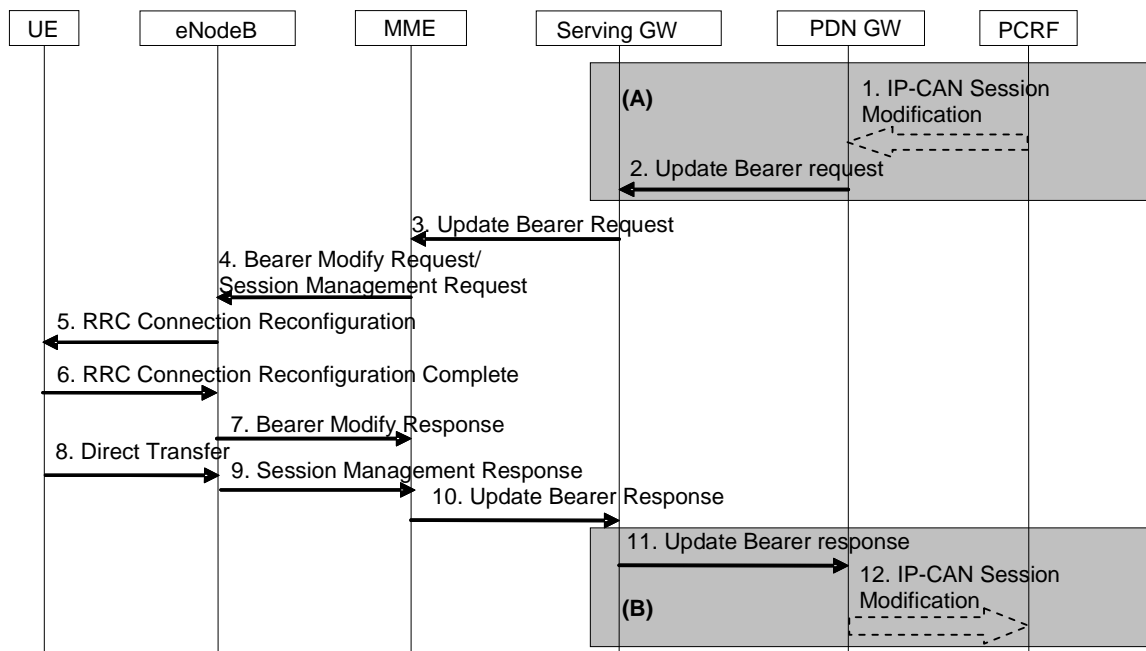 UE eNodeB MME Serving GW PDN GW PCRF
(A)
1. IP-CAN Session
Modification
2. Update Bearer request
3. Update Bearer Request
4. Bearer Modify Request/
Session Management Request
5. RRC Connection Reconfiguration
6. RRC Connection Reconfiguration Complete
7. Bearer Modify Response
8. Direct Transfer
9. Session Management Response
10. Update Bearer Response
11. Update Bearer response
12. IP-CAN Session
Modification
(B)